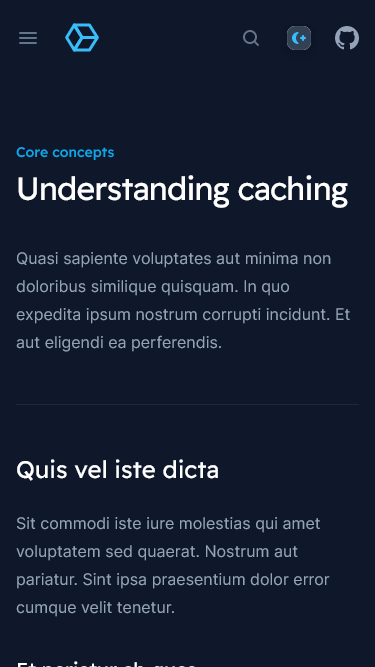 Core concepts
Understanding caching
Quasi sapiente voluptates aut minima non
doloribus similique quisquam. In quo
expedita ipsum nostrum corrupti incidunt. Et
aut eligendi ea perferendis.
Quis vel iste dicta
Sit commodi iste iure molestias qui amet
voluptatem sed quaerat. Nostrum aut
pariatur. Sint ipsa praesentium dolor error
cumque velit tenetur.